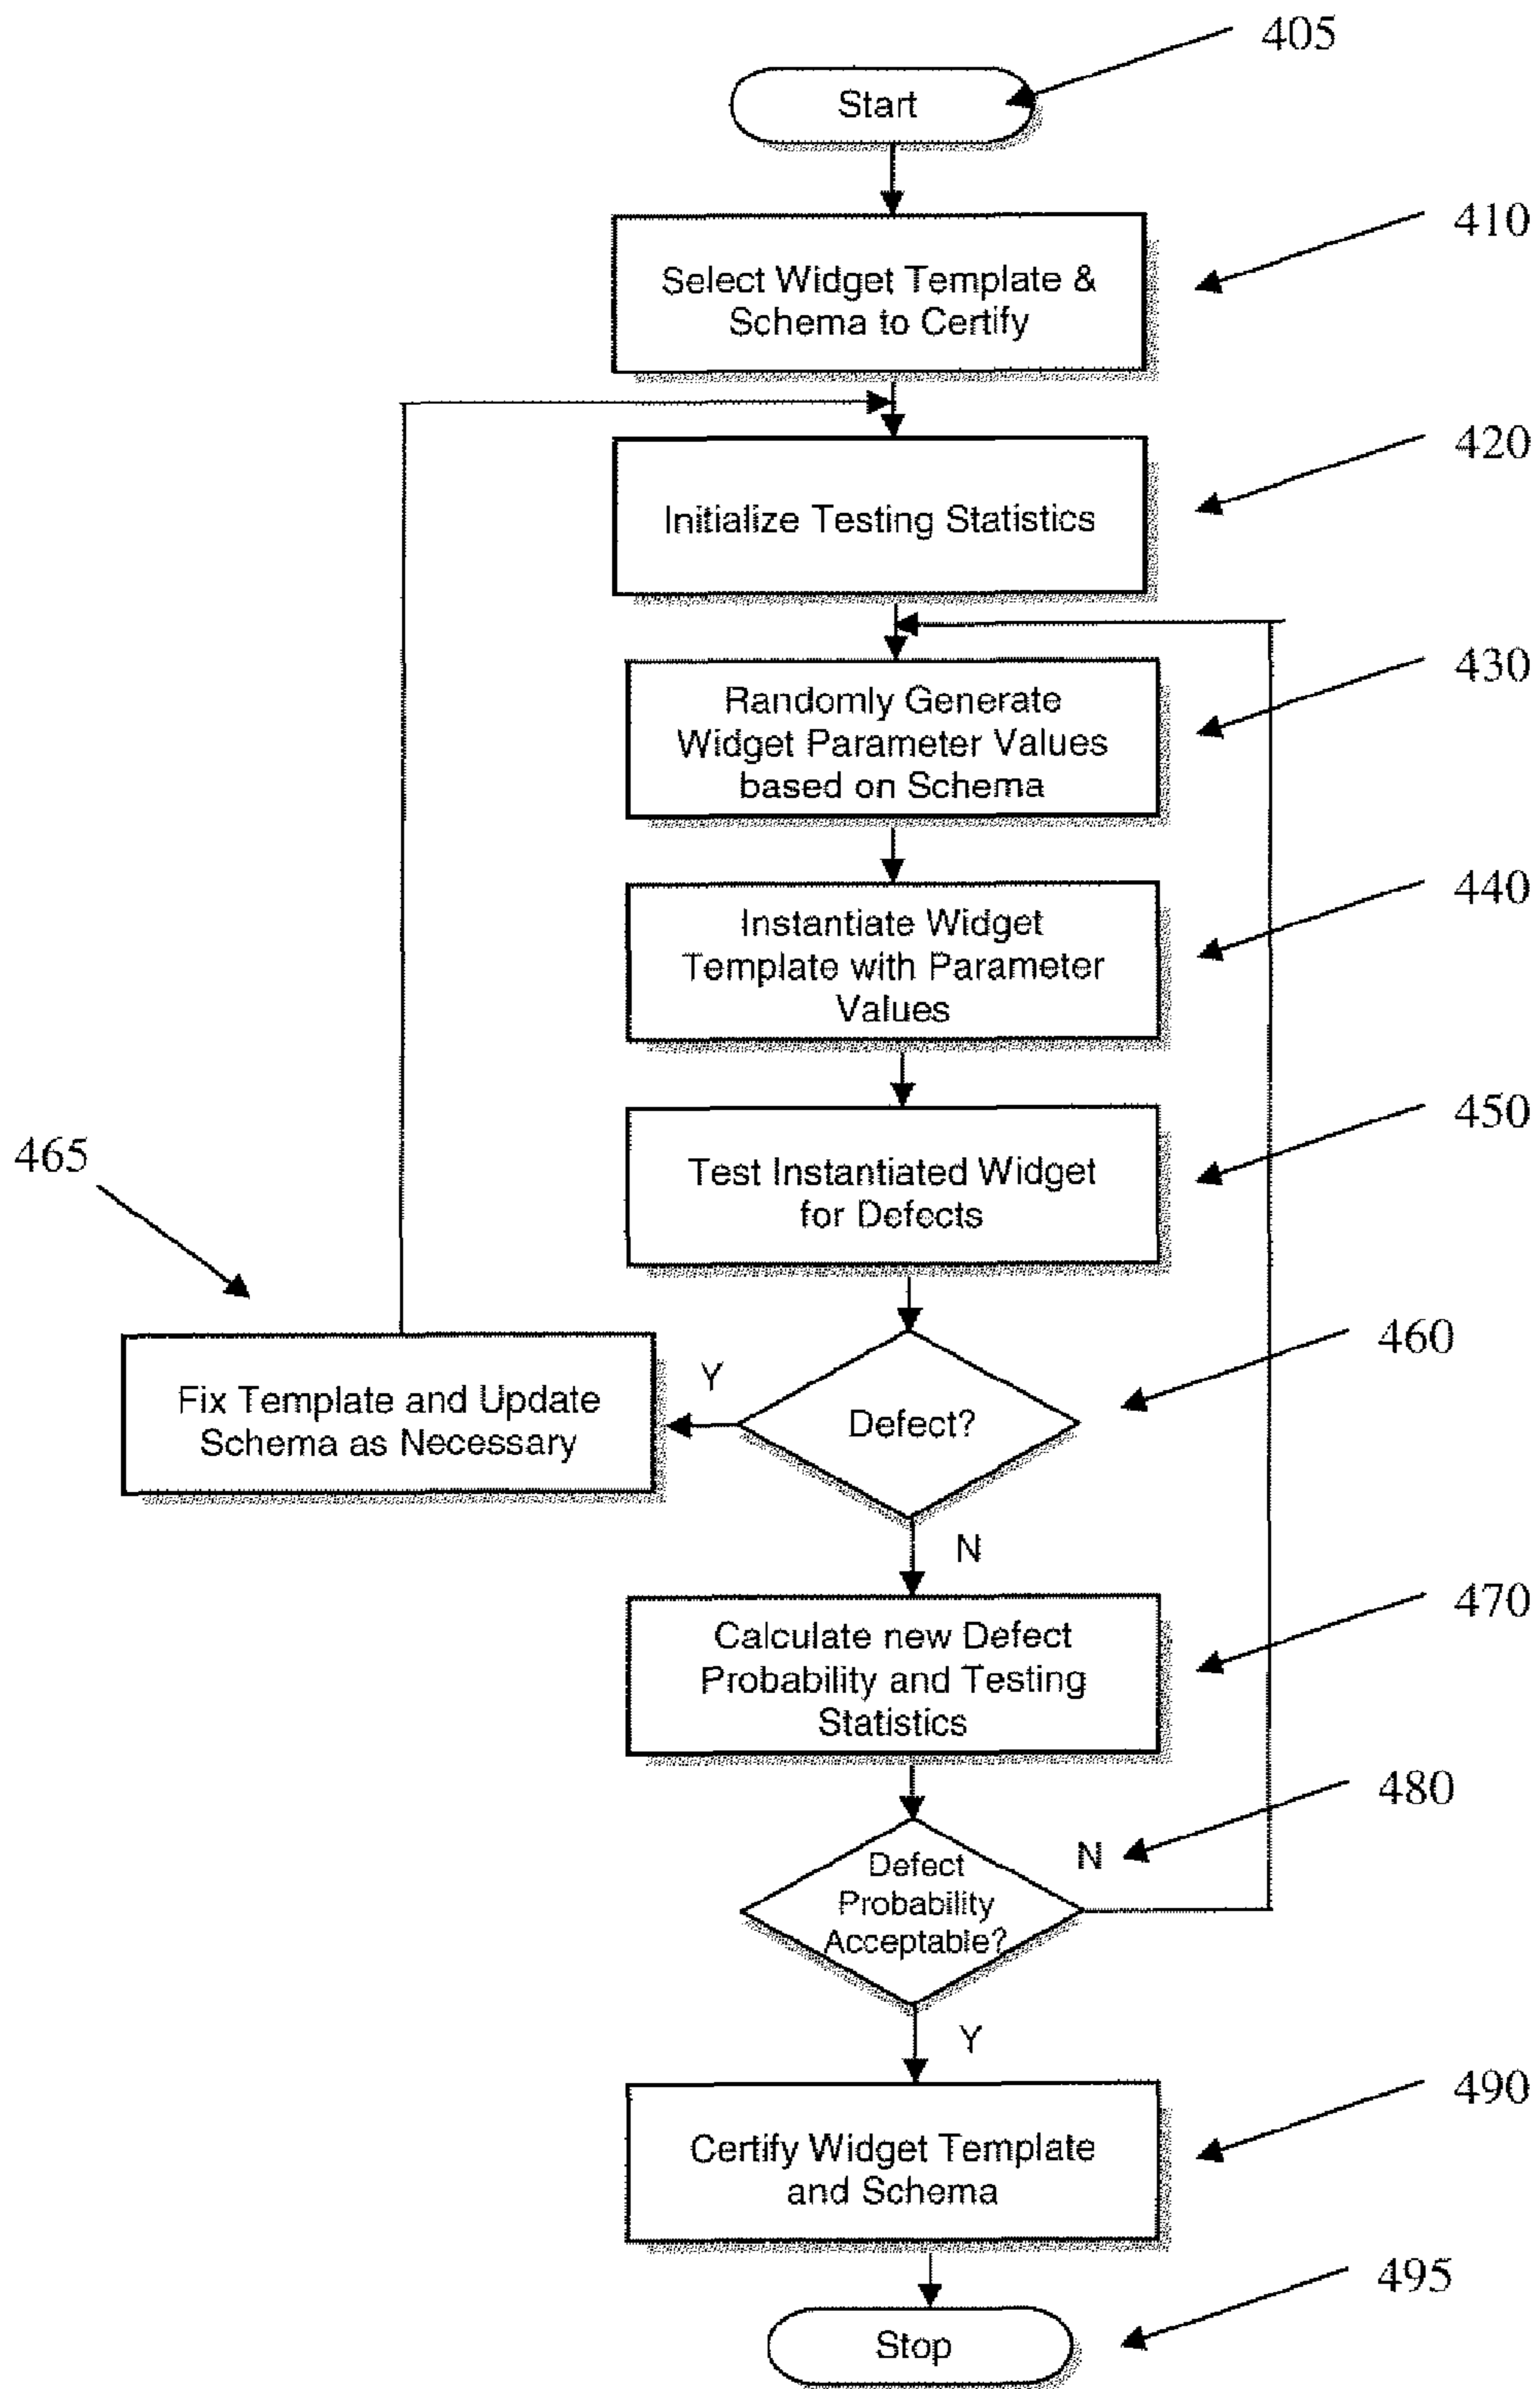 405
Start
410
Select Widget Template &
Schema to Certify
420
Initialize Testing Statistics
430
Randomly Generate
Widget Parameter Values
based on Schema
440
Instantiate Widget
Template with Parameter
Values
450
Test Instantiated Widget
for Defects
465
460
Y
Defect?
Fix Template and Update
Schema as Necessary
N
470
Calculate new Defect
Probability and Testing
Statistics
480
N
Defect
Probability
Acceptable?
Y
490
Certify Widget Template
and Schema
495
Stop